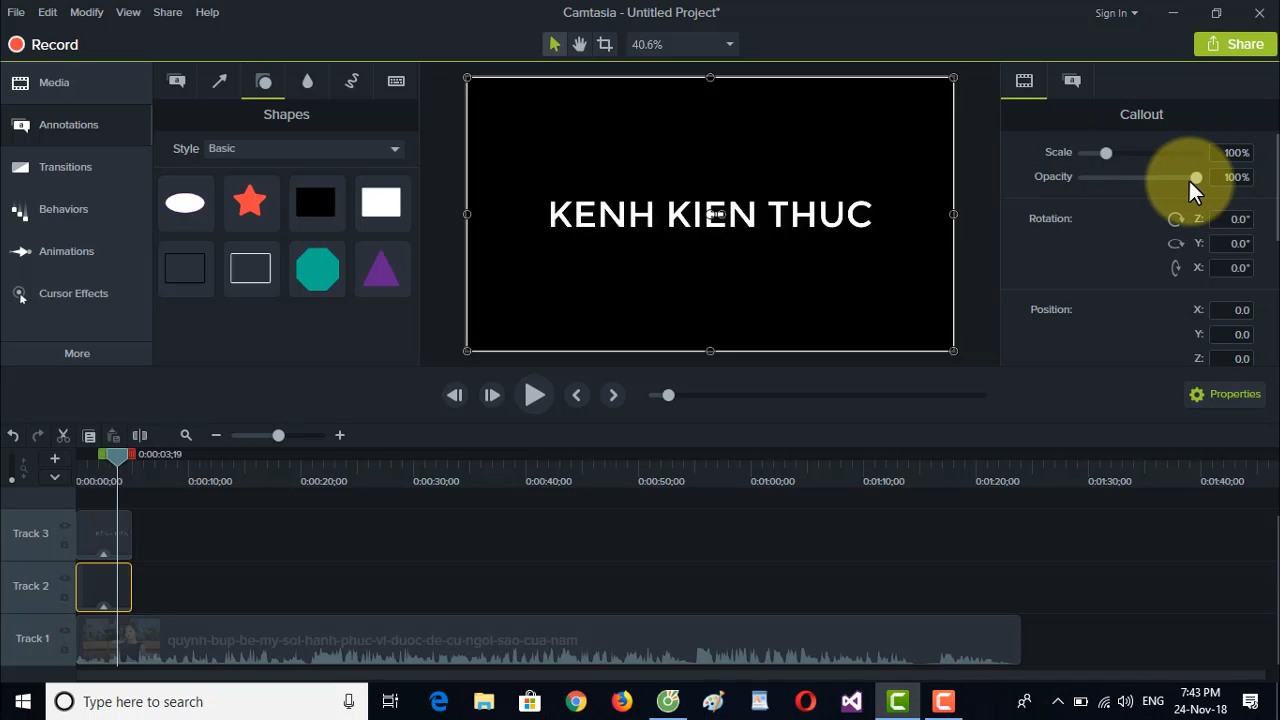 File Edit Modify View Share Help Camtasia - Untitled Project* Sign In
Record 40.6% Share
Media
Annotations
Transitions
Behaviors
Animations
Cursor Effects
More
Shapes
Style Basic
KENH KIEN THUC
Callout
Scale 100%
Opacity 100%
Rotation: Z: 0.0°
Y: 0.0°
X: 0.0°
Position: X: 0.0
Y: 0.0
Z: 0.0
Properties
0:00:03;19
0:00:00;00 0:00:10;00 0:00:20;00 0:00:30;00 0:00:40;00 0:00:50;00 0:01:00;00 0:01:10;00 0:01:20;00 0:01:30;00 0:01:40;00
Track 3
Track 2
Track 1 quynh-bup-be-my-soi-hanh-phuc-vi-duoc-de-cu-ngoi-sao-cua-nam
Type here to search ENG 7:43 PM
24-Nov-18